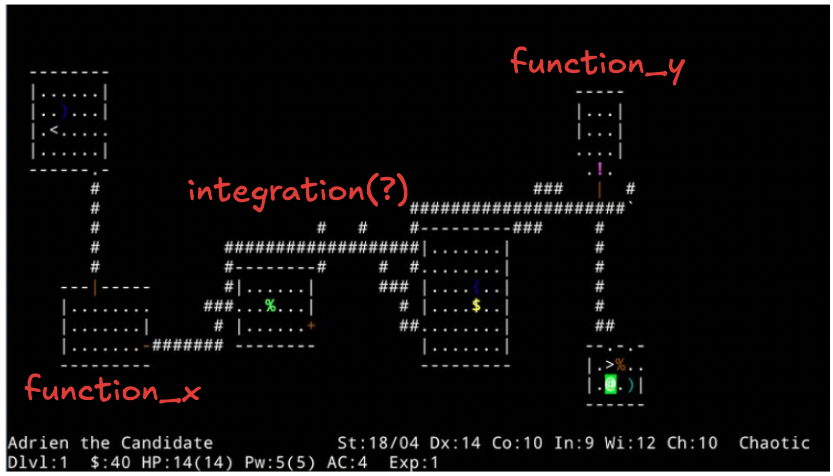 function_y
integration(?)
function_x
Adrien the Candidate St:18/04 Dx:14 Co:10 In:9 Wi:12 Ch:10 Chaotic
Dlvl:1 $:40 HP:14(14) Pw:5(5) AC:4 Exp:1